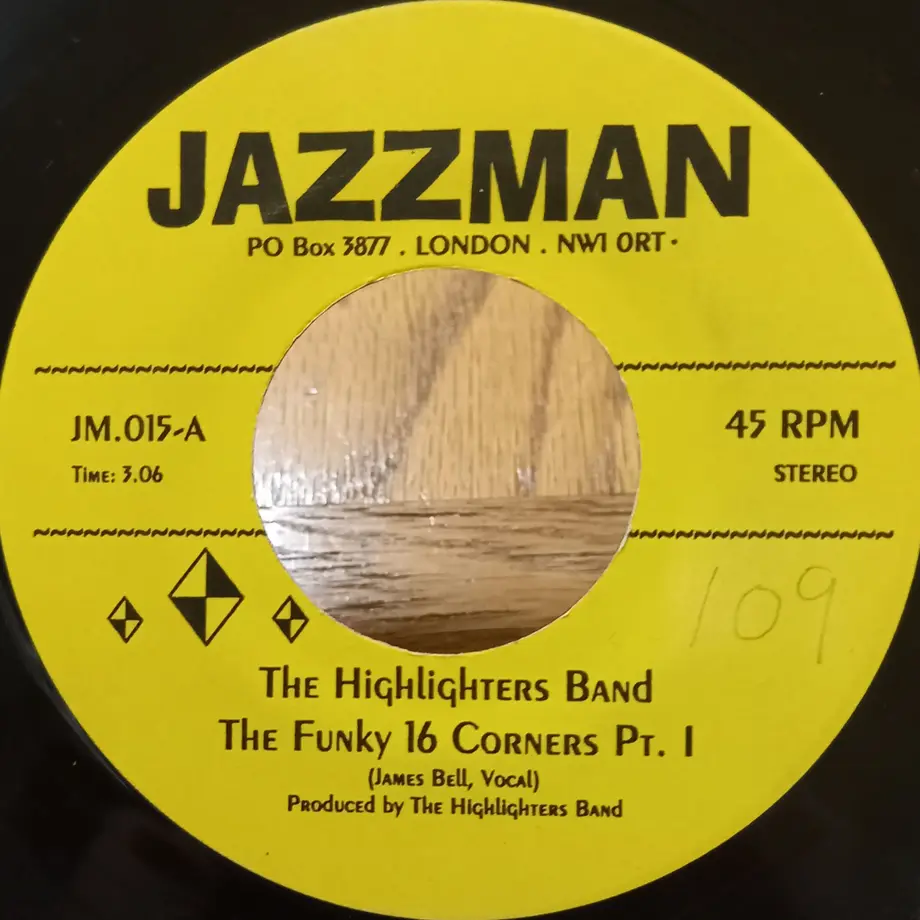 JAZZMAN
PO Box 3877 . LONDON . NW1 0RT .
JM.015-A
Time: 3.06
45 RPM
STEREO
109
The Highlighters Band
The Funky 16 Corners Pt. 1
(James Bell, Vocal)
Produced by The Highlighters Band